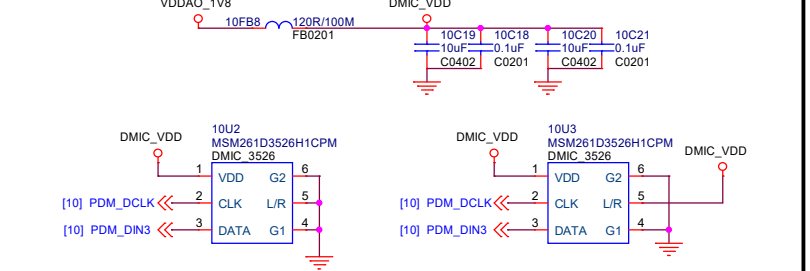 VDDAO_1V8
DMIC_VDD
10FB8
120R/100M
FB0201
10C19
10uF
C0402
10C18
0.1uF
C0201
10C20
10uF
C0402
10C21
0.1uF
C0201
DMIC_VDD
10U2
MSM261D3526H1CPM
DMIC_3526
1 VDD G2 6
[10] PDM_DCLK 2 CLK L/R 5
[10] PDM_DIN3 3 DATA G1 4
DMIC_VDD
10U3
MSM261D3526H1CPM
DMIC_3526
DMIC_VDD
1 VDD G2 6
[10] PDM_DCLK 2 CLK L/R 5
[10] PDM_DIN3 3 DATA G1 4